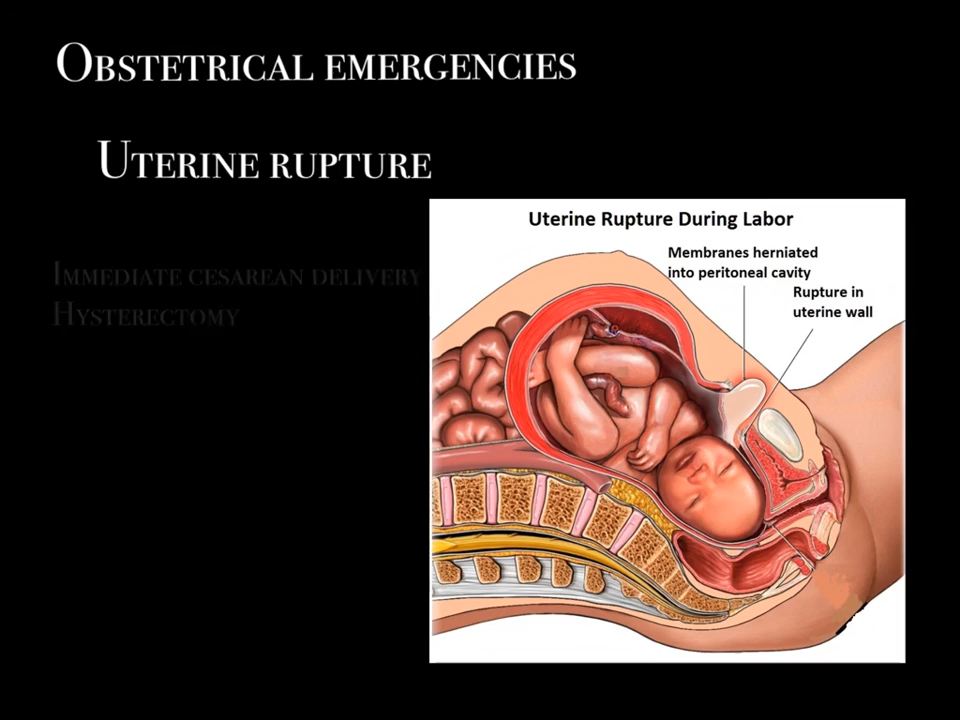 Obstetrical emergencies
Uterine rupture
Immediate cesarean delivery
Hysterectomy
Uterine Rupture During Labor
Membranes herniated
into peritoneal cavity
Rupture in
uterine wall